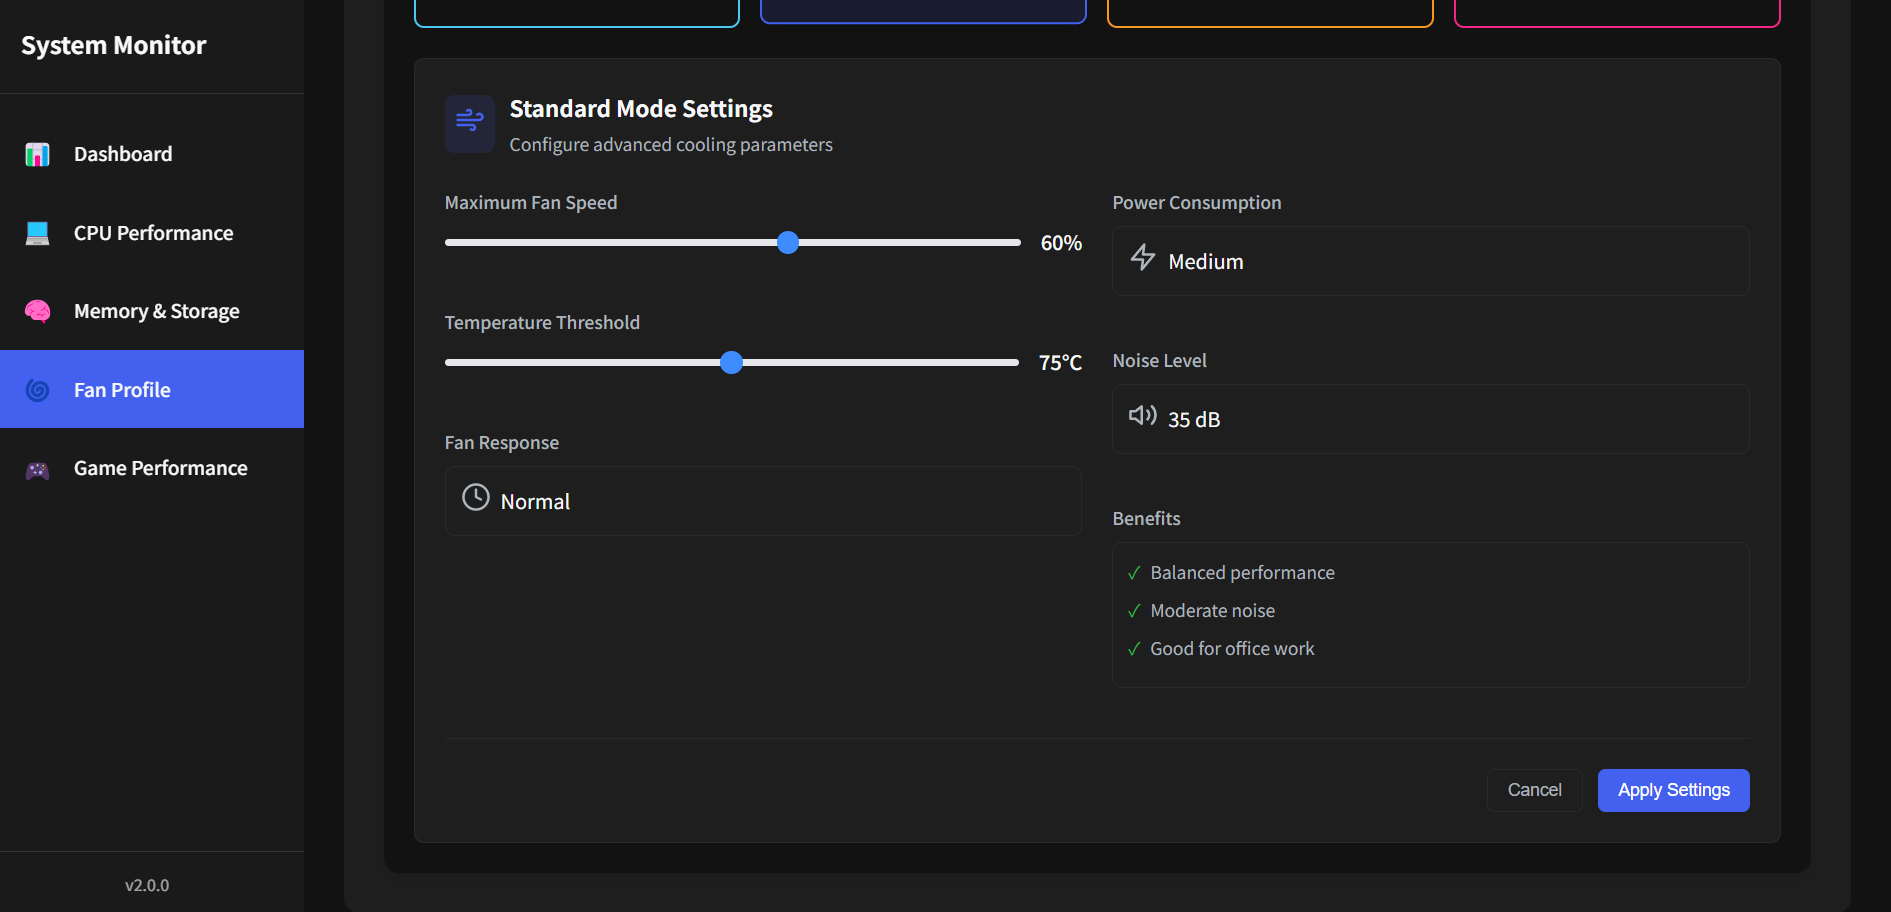 System Monitor
Dashboard
CPU Performance
Memory & Storage
Fan Profile
Game Performance
v2.0.0
Standard Mode Settings
Configure advanced cooling parameters
Maximum Fan Speed
60%
Temperature Threshold
75°C
Fan Response
Normal
Power Consumption
Medium
Noise Level
35 dB
Benefits
✓ Balanced performance
✓ Moderate noise
✓ Good for office work
Cancel
Apply Settings